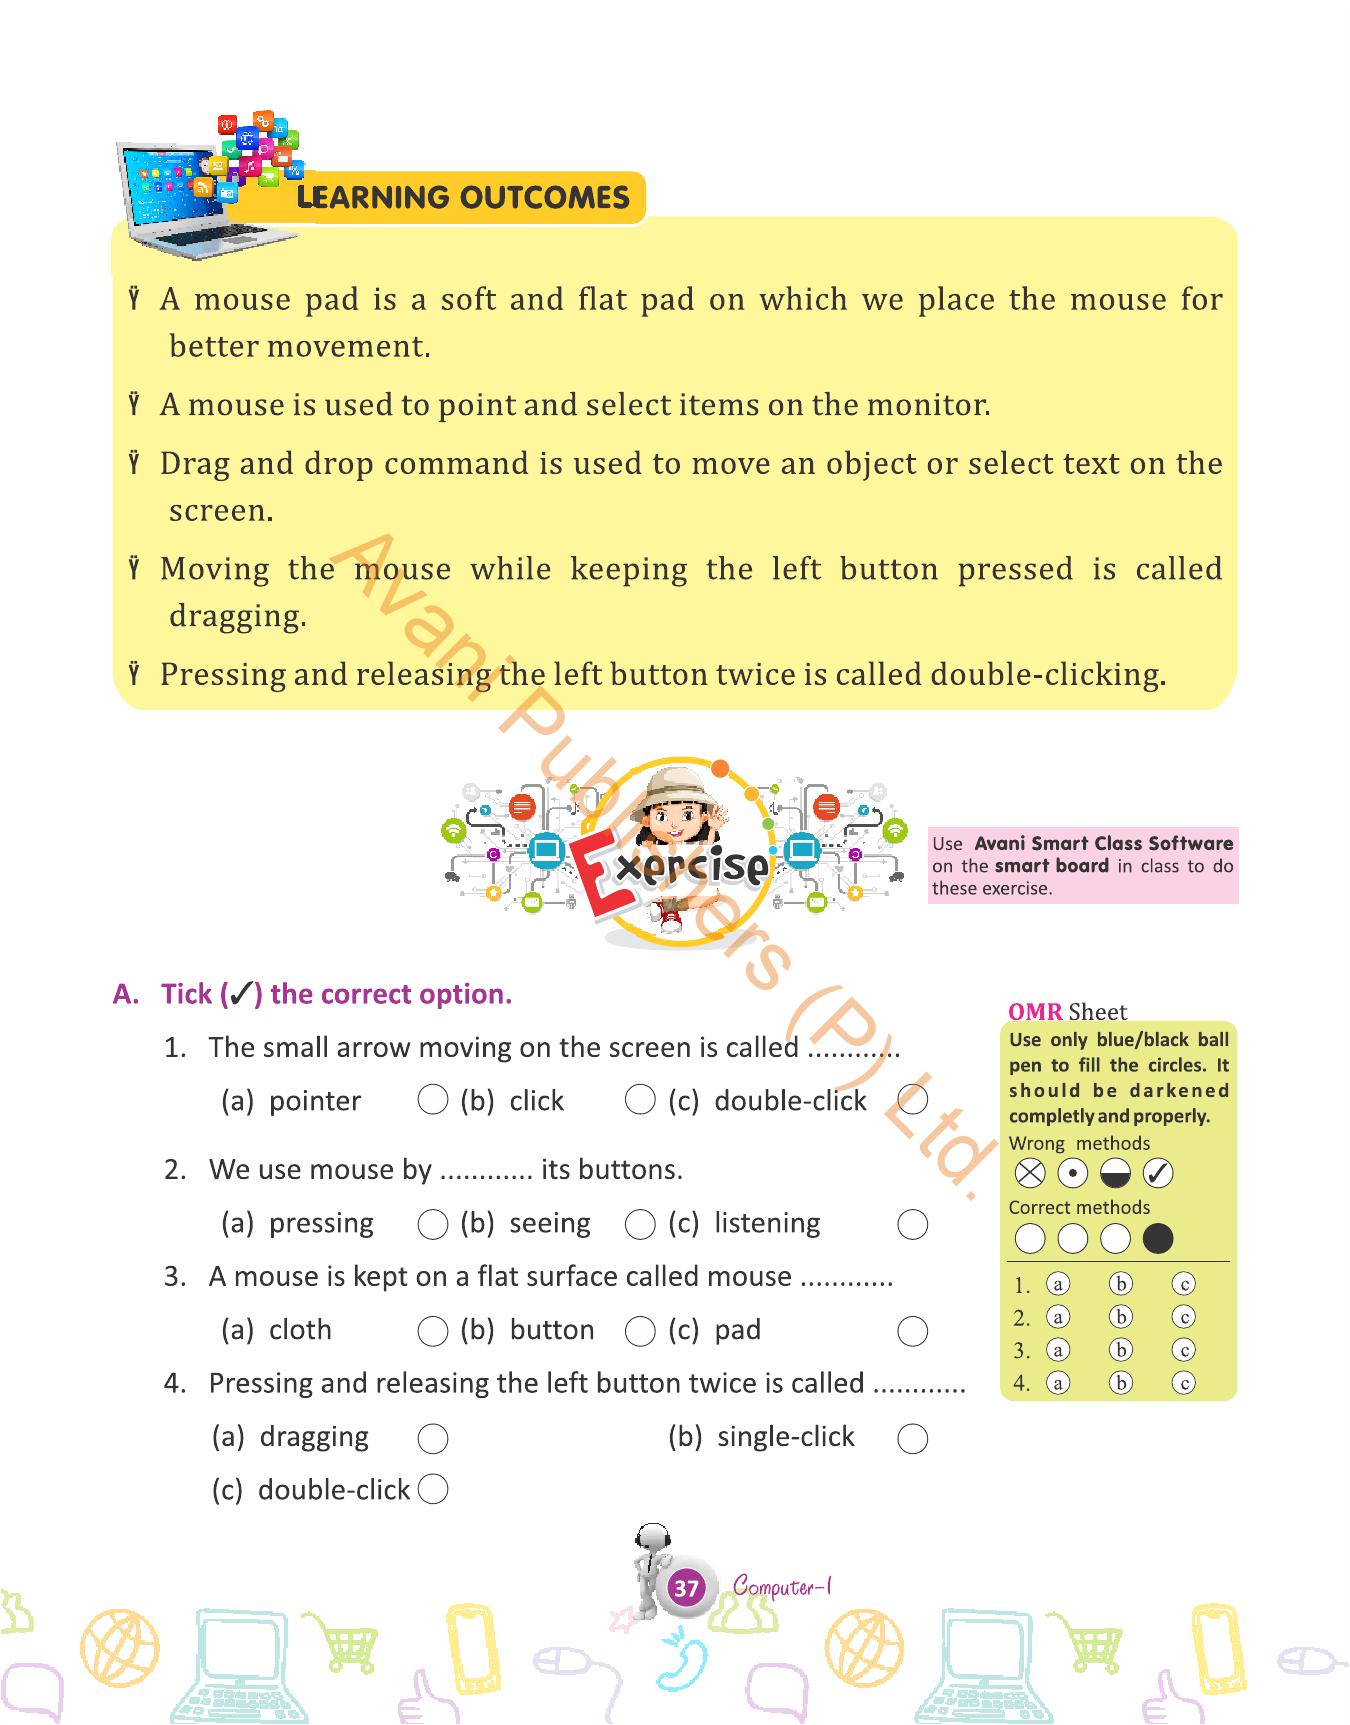 LEARNING OUTCOMES
Ÿ A mouse pad is a soft and flat pad on which we place the mouse for
better movement.
Ÿ A mouse is used to point and select items on the monitor.
Ÿ Drag and drop command is used to move an object or select text on the
screen.
Ÿ Moving the mouse while keeping the left button pressed is called
dragging.
Ÿ Pressing and releasing the left button twice is called double-clicking.
Avani Publishers (P) Ltd.
Exercise
Use Avani Smart Class Software
on the smart board in class to do
these exercise.
A. Tick (✓) the correct option.
1. The small arrow moving on the screen is called ............
(a) pointer (b) click (c) double-click
2. We use mouse by ............ its buttons.
(a) pressing (b) seeing (c) listening
3. A mouse is kept on a flat surface called mouse ............
(a) cloth (b) button (c) pad
4. Pressing and releasing the left button twice is called ............
(a) dragging (b) single-click
(c) double-click
OMR Sheet
Use only blue/black ball
pen to fill the circles. It
should be darkened
completly and properly.
Wrong methods
Correct methods
1. a b c
2. a b c
3. a b c
4. a b c
37 Computer-1